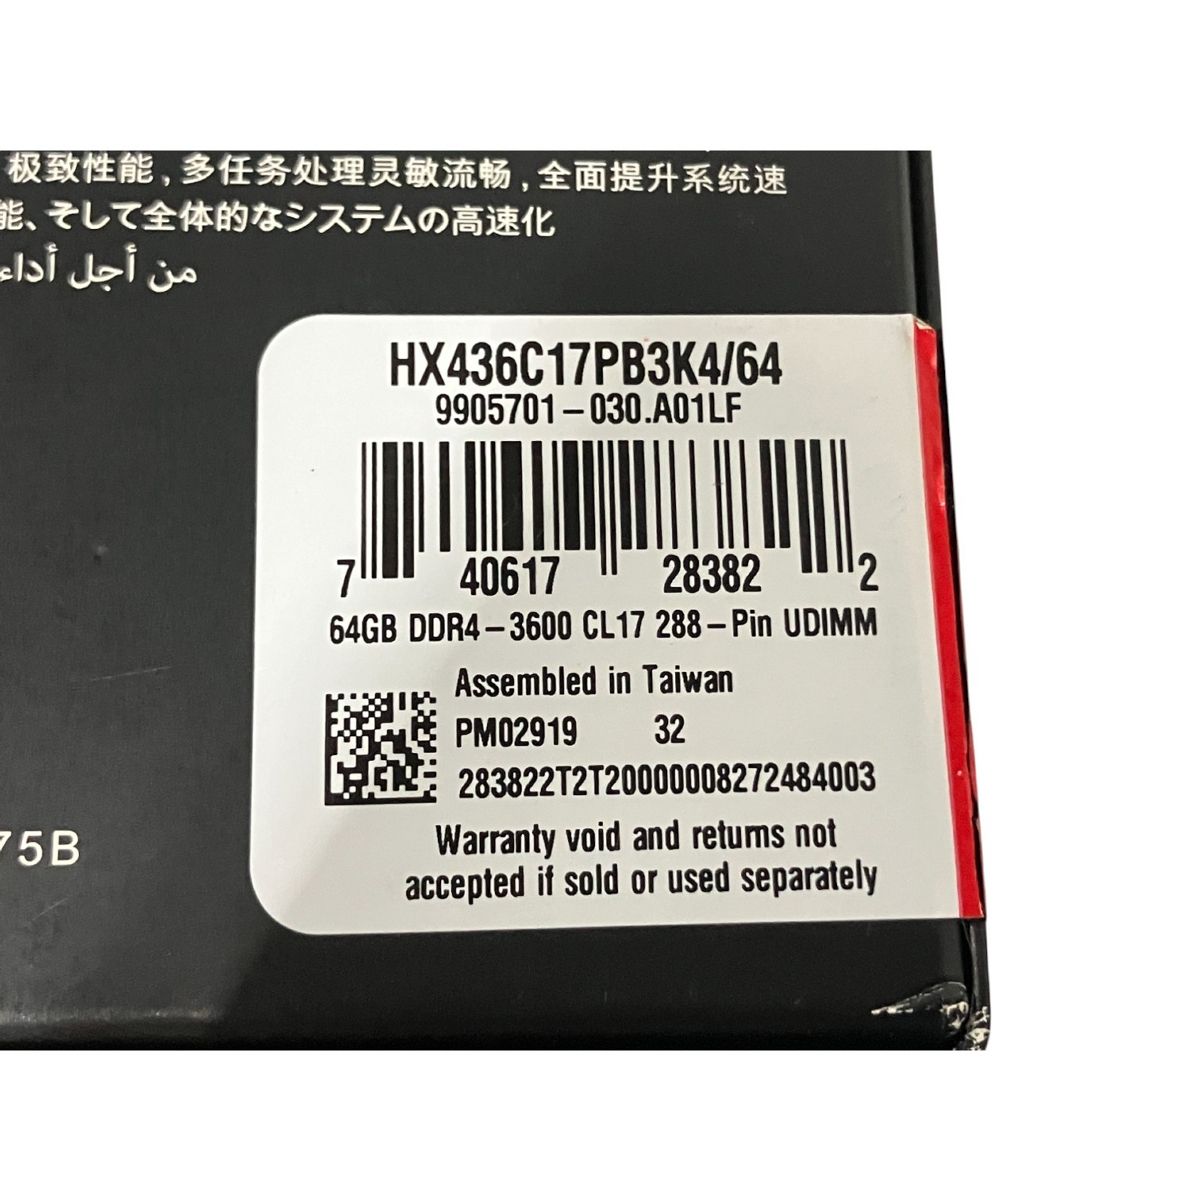 极致性能，多任务处理灵敏流畅，全面提升系统速
能、そして全体的なシステムの高速化
من أجل أداء
HX436C17PB3K4/64
9905701-030.A01LF
7 40617 28382 2
64GB DDR4-3600 CL17 288-Pin UDIMM
Assembled in Taiwan
PM02919 32
283822T2T20000008272484003
75B
Warranty void and returns not
accepted if sold or used separately